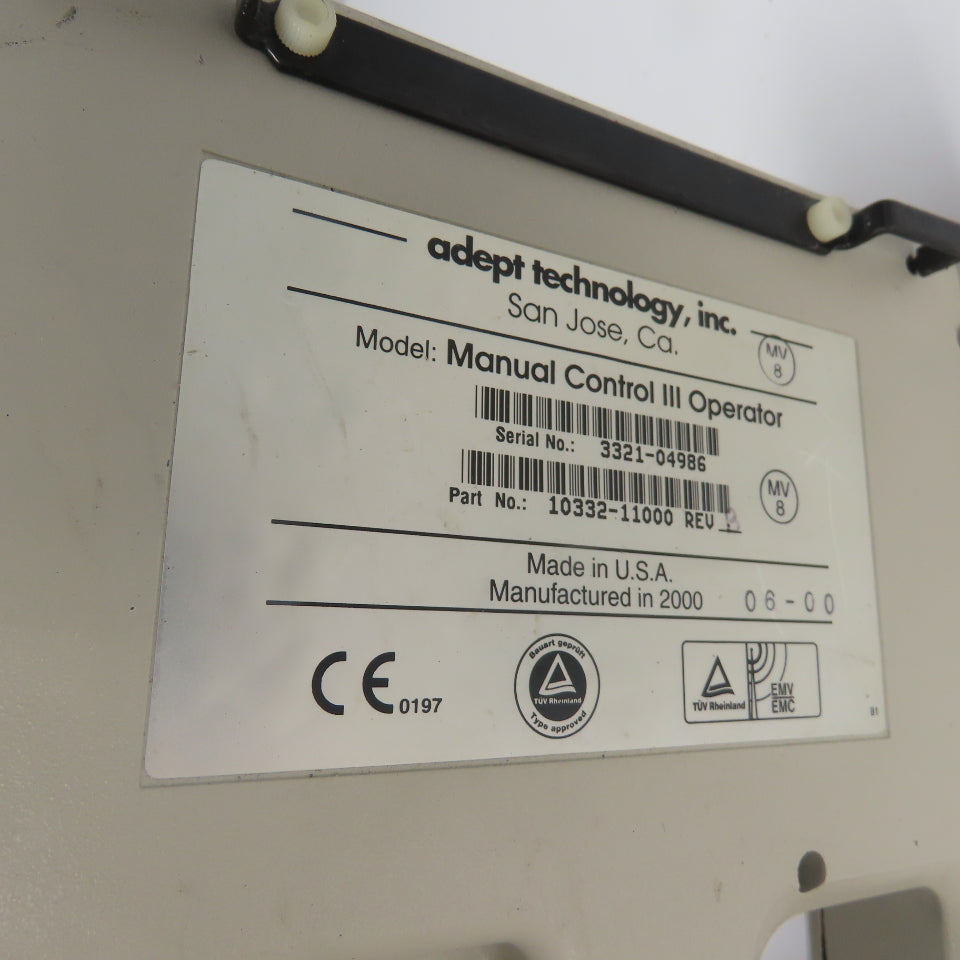 adept technology, inc.
San Jose, Ca.
MV
8
Model: Manual Control III Operator
Serial No.: 3321-04986
Part No.: 10332-11000 REV
MV
8
Made in U.S.A.
Manufactured in 2000 06-00
CE 0197
Bauart geprüft
TÜV Rheinland
Type approved
TÜV Rheinland
EMV
EMC
B1